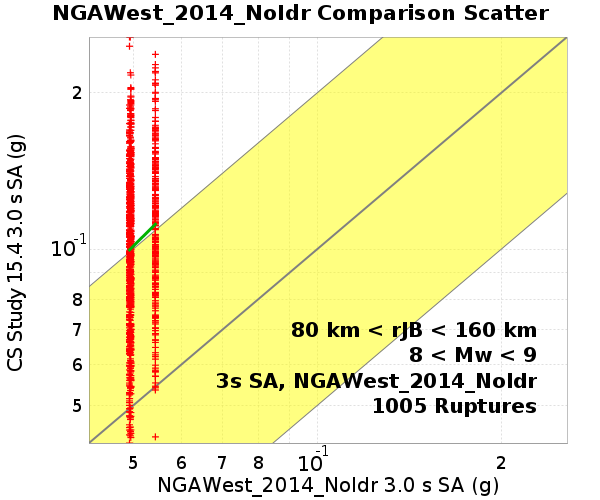 NGAWest_2014_NoIdr Comparison Scatter
CS Study 15.4 3.0 s SA (g)
2
10-1
8
7
6
5
80 km < rJB < 160 km
8 < Mw < 9
3s SA, NGAWest_2014_NoIdr
1005 Ruptures
5 6 7 8 10-1 2
NGAWest_2014_NoIdr 3.0 s SA (g)